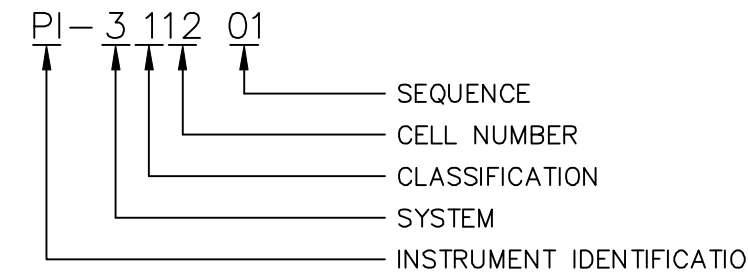 PI-3 112 01
SEQUENCE
CELL NUMBER
CLASSIFICATION
SYSTEM
INSTRUMENT IDENTIFICATIO